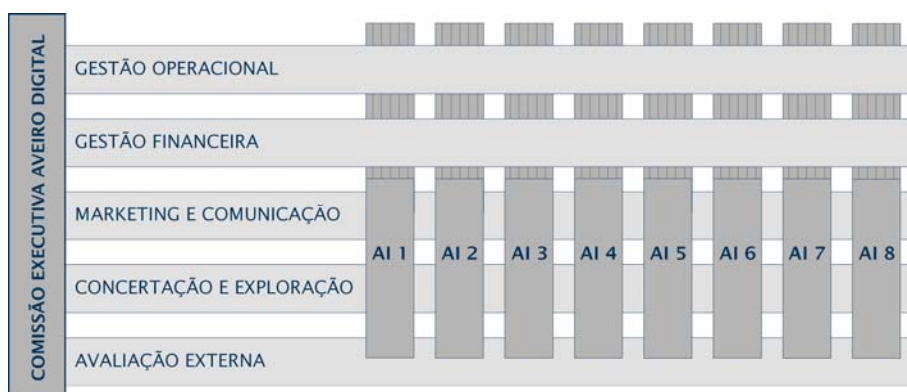 COMISSÃO EXECUTIVA AVEIRO DIGITAL
GESTÃO OPERACIONAL
GESTÃO FINANCEIRA
MARKETING E COMUNICAÇÃO
AI 1 AI 2 AI 3 AI 4 AI 5 AI 6 AI 7 AI 8
CONCERTAÇÃO E EXPLORAÇÃO
AVALIAÇÃO EXTERNA